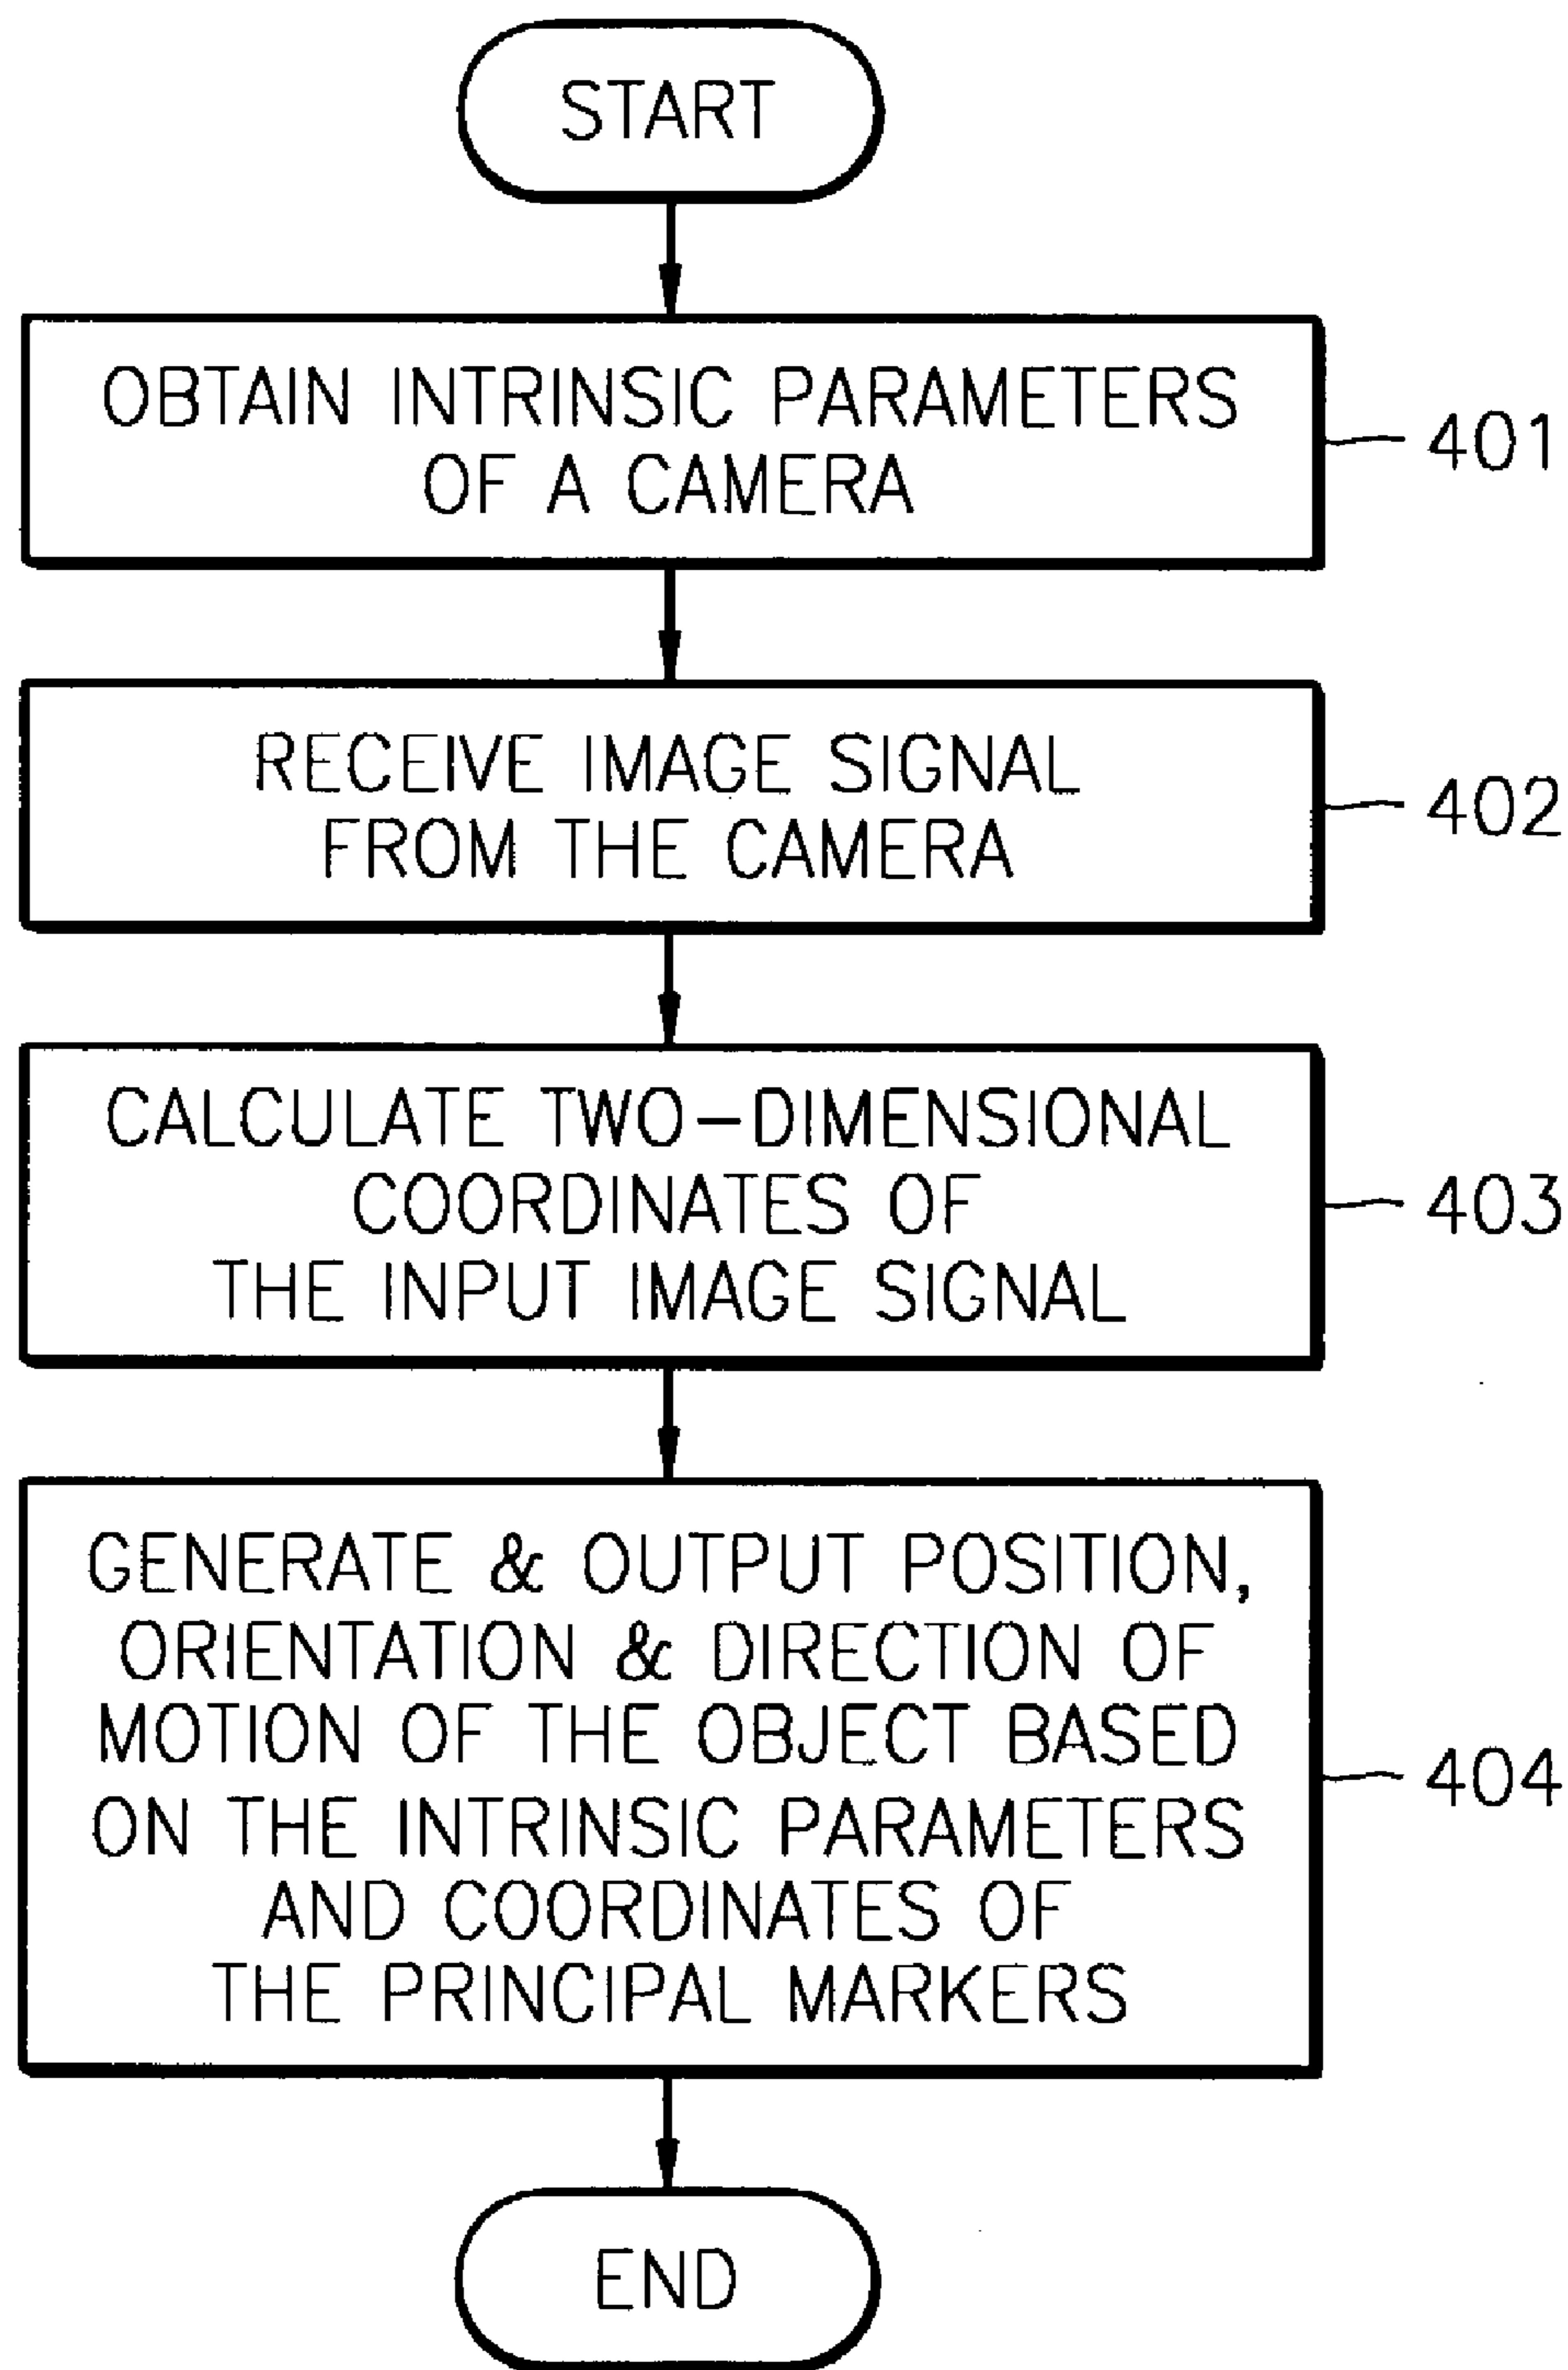 START
OBTAIN INTRINSIC PARAMETERS
OF A CAMERA
401
RECEIVE IMAGE SIGNAL
FROM THE CAMERA
402
CALCULATE TWO-DIMENSIONAL
COORDINATES OF
THE INPUT IMAGE SIGNAL
403
GENERATE & OUTPUT POSITION,
ORIENTATION & DIRECTION OF
MOTION OF THE OBJECT BASED
ON THE INTRINSIC PARAMETERS
AND COORDINATES OF
THE PRINCIPAL MARKERS
404
END